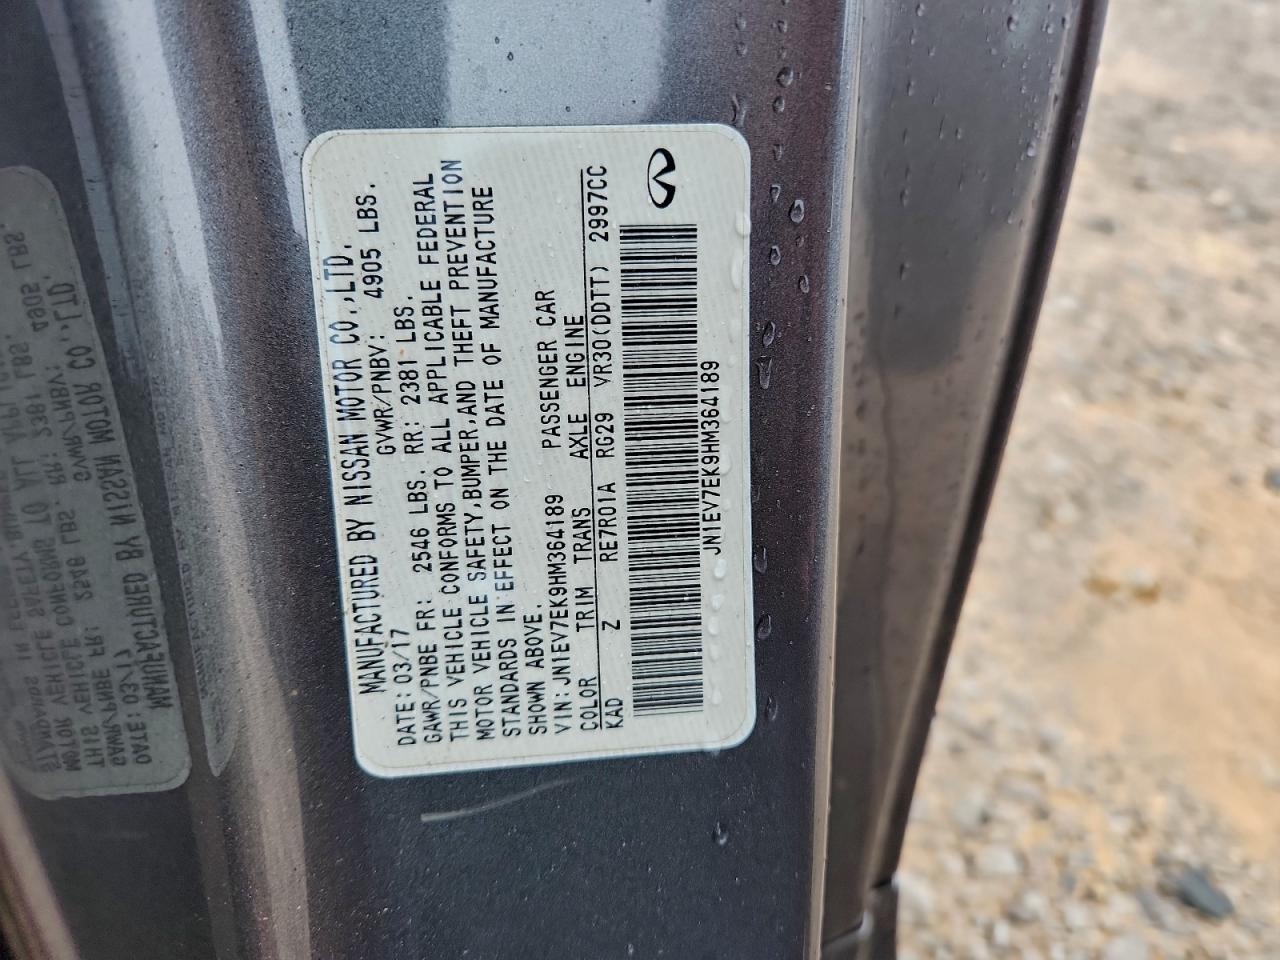 MANUFACTURED BY NISSAN MOTOR CO.,LTD.
DATE: 03/17 GVWR/PNBV: 4905 LBS.
GAWR/PNBE FR: 2546 LBS. RR: 2381 LBS.
THIS VEHICLE CONFORMS TO ALL APPLICABLE FEDERAL
MOTOR VEHICLE SAFETY,BUMPER,AND THEFT PREVENTION
STANDARDS IN EFFECT ON THE DATE OF MANUFACTURE
SHOWN ABOVE.
VIN: JN1EV7EK9HM364189 PASSENGER CAR
COLOR TRIM TRANS AXLE ENGINE
KAD Z RE7R01A RG29 VR30(DDTT) 2997CC
JN1EV7EK9HM364189